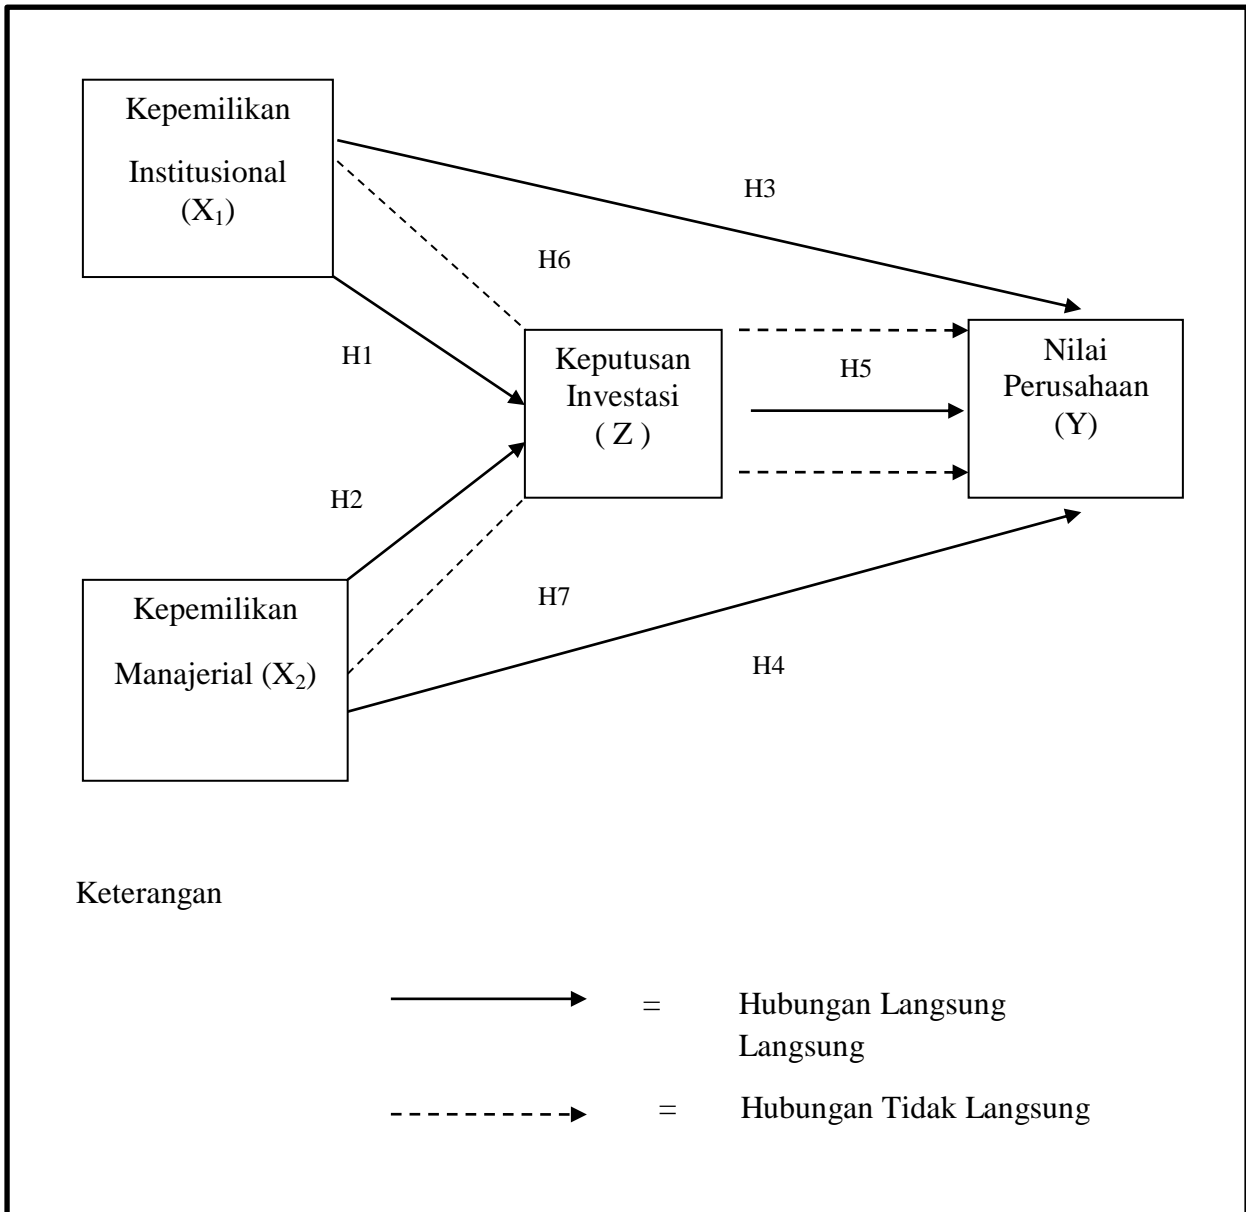 Kepemilikan
Institusional
(X₁)
H3
H6
H1
Keputusan
Investasi
( Z )
H5
Nilai
Perusahaan
(Y)
H2
Kepemilikan
Manajerial (X₂)
H7
H4
Keterangan
= Hubungan Langsung
Langsung
= Hubungan Tidak Langsung